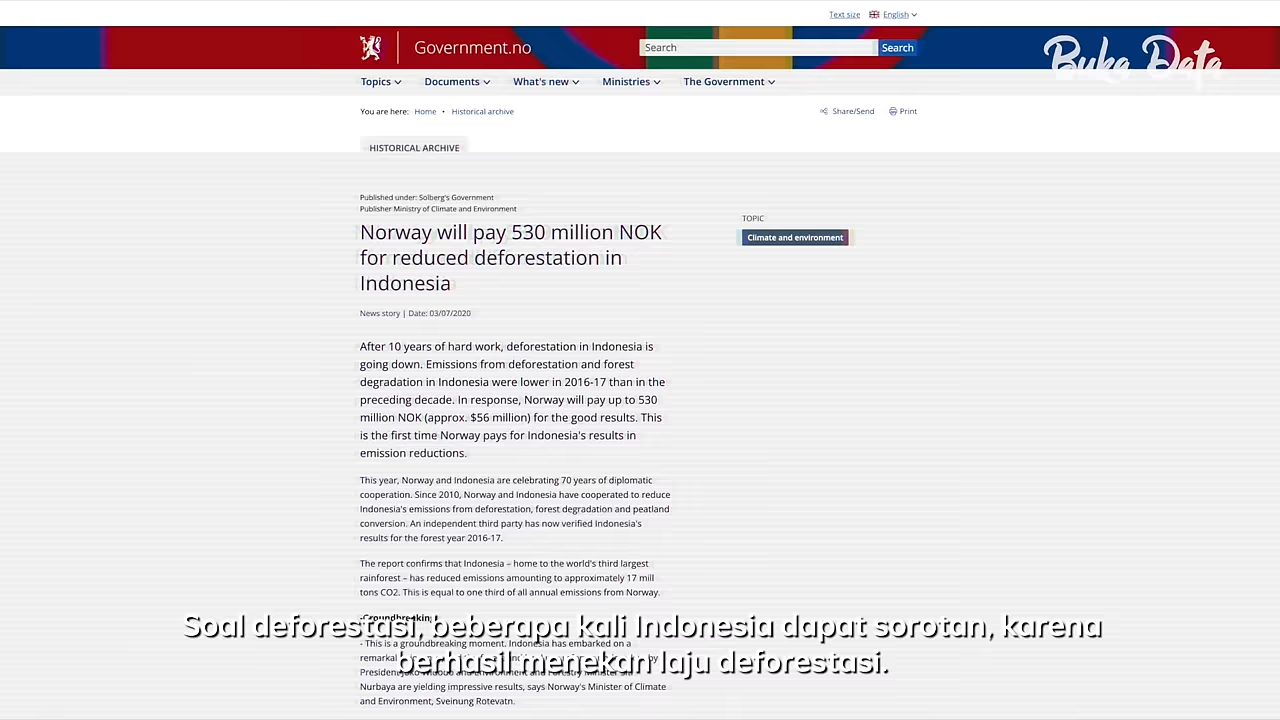 Text size English
Government.no
Search
Search
Buka Data
Topics Documents What's new Ministries The Government
You are here: Home • Historical archive
Share/Send Print
HISTORICAL ARCHIVE
Published under: Solberg's Government
Publisher Ministry of Climate and Environment
Norway will pay 530 million NOK
for reduced deforestation in
Indonesia
TOPIC
Climate and environment
News story | Date: 03/07/2020
After 10 years of hard work, deforestation in Indonesia is
going down. Emissions from deforestation and forest
degradation in Indonesia were lower in 2016-17 than in the
preceding decade. In response, Norway will pay up to 530
million NOK (approx. $56 million) for the good results. This
is the first time Norway pays for Indonesia's results in
emission reductions.
This year, Norway and Indonesia are celebrating 70 years of diplomatic
cooperation. Since 2010, Norway and Indonesia have cooperated to reduce
Indonesia's emissions from deforestation, forest degradation and peatland
conversion. An independent third party has now verified Indonesia's
results for the forest year 2016-17.
The report confirms that Indonesia – home to the world's third largest
rainforest – has reduced emissions amounting to approximately 17 mill
tons CO2. This is equal to one third of all annual emissions from Norway.
Groundbreaking
Soal deforestasi, beberapa kali Indonesia dapat sorotan, karena
berhasil menekan laju deforestasi.
- This is a groundbreaking moment. Indonesia has embarked on a
by
President Joko Widodo and Environment and Forestry Minister Siti
Nurbaya are yielding impressive results, says Norway's Minister of Climate
and Environment, Sveinung Rotevatn.